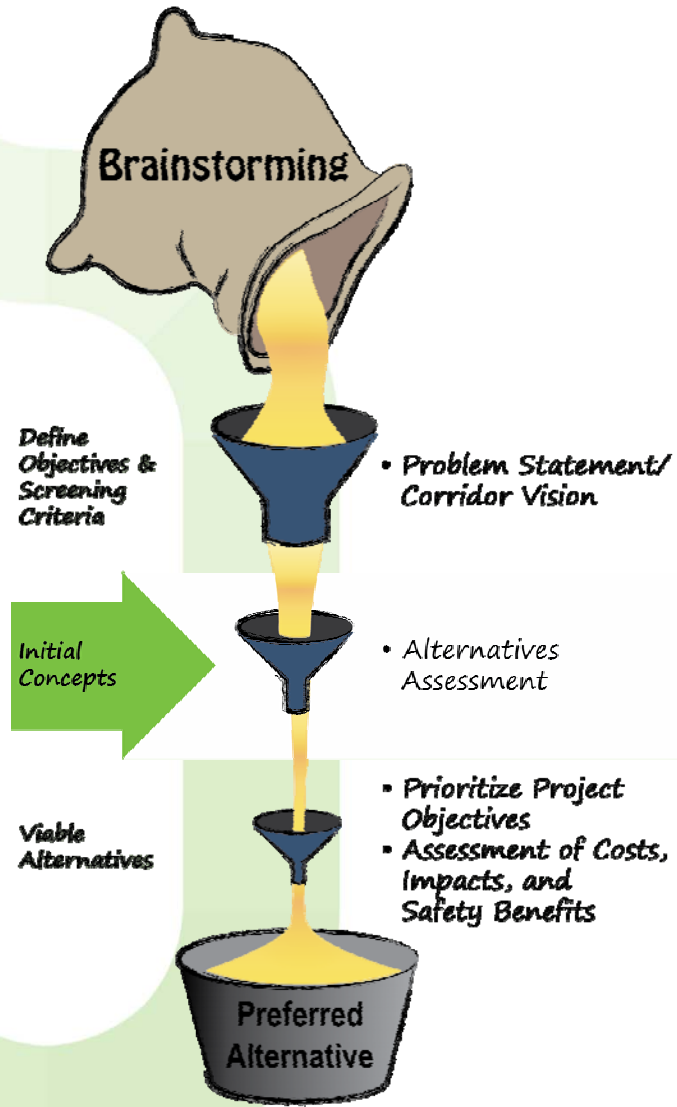 Brainstorming
Define
Objectives &
Screening
Criteria
• Problem Statement/
Corridor Vision
Initial
Concepts
• Alternatives
Assessment
Viable
Alternatives
• Prioritize Project
Objectives
• Assessment of Costs,
Impacts, and
Safety Benefits
Preferred
Alternative